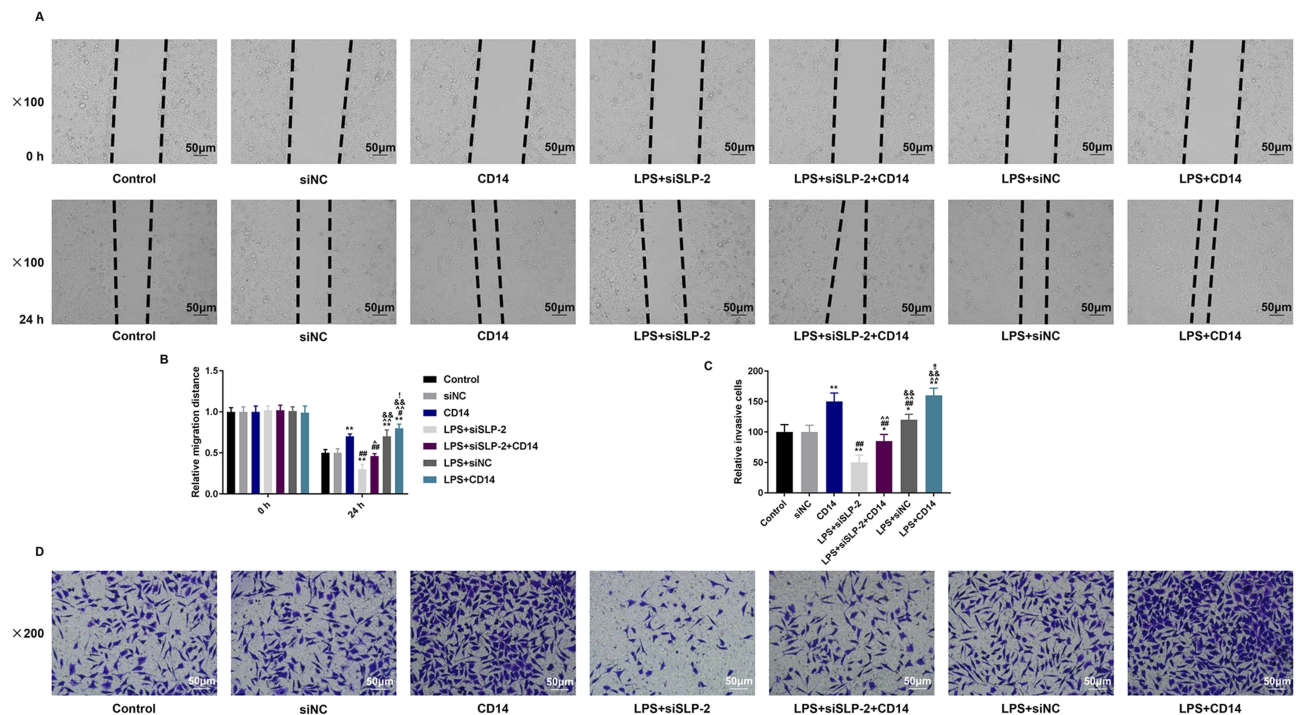 A
×100
0 h
50μm 50μm 50μm 50μm 50μm 50μm 50μm
Control siNC CD14 LPS+siSLP-2 LPS+siSLP-2+CD14 LPS+siNC LPS+CD14
×100
24 h
50μm 50μm 50μm 50μm 50μm 50μm 50μm
Control siNC CD14 LPS+siSLP-2 LPS+siSLP-2+CD14 LPS+siNC LPS+CD14
B
Relative migration distance
1.5
1.0
0.5
0.0
**
##
**
^
##
&&
^^
**
!
&&
^^
#
**
0 h
24 h
Control
siNC
CD14
LPS+siSLP-2
LPS+siSLP-2+CD14
LPS+siNC
LPS+CD14
C
Relative invasive cells
200
150
100
50
0
**
##
**
^^
##
*
&&
^^
##
*
&&
^^
**
Control
siNC
CD14
LPS+siSLP-2
LPS+siSLP-2+CD14
LPS+siNC
LPS+CD14
D
×200
50μm 50μm 50μm 50μm 50μm 50μm 50μm
Control siNC CD14 LPS+siSLP-2 LPS+siSLP-2+CD14 LPS+siNC LPS+CD14